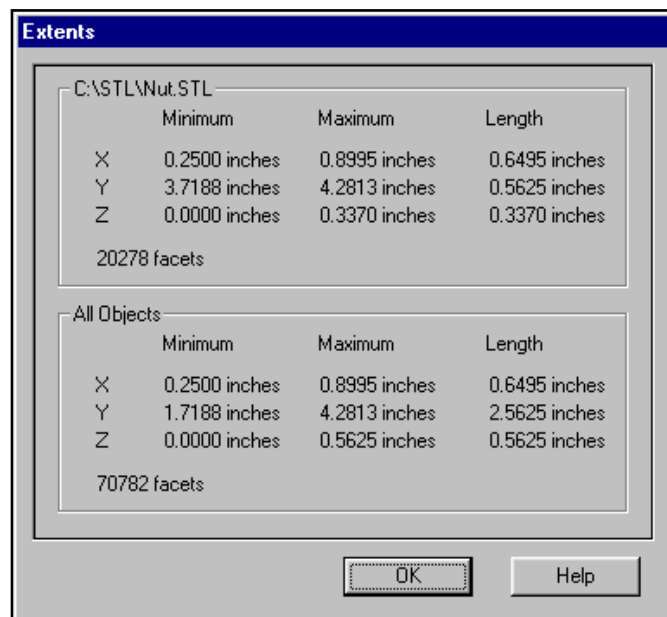 Extents
C:\STL\Nut.STL
Minimum Maximum Length
X 0.2500 inches 0.8995 inches 0.6495 inches
Y 3.7188 inches 4.2813 inches 0.5625 inches
Z 0.0000 inches 0.3370 inches 0.3370 inches
20278 facets
All Objects
Minimum Maximum Length
X 0.2500 inches 0.8995 inches 0.6495 inches
Y 1.7188 inches 4.2813 inches 2.5625 inches
Z 0.0000 inches 0.5625 inches 0.5625 inches
70782 facets
OK Help